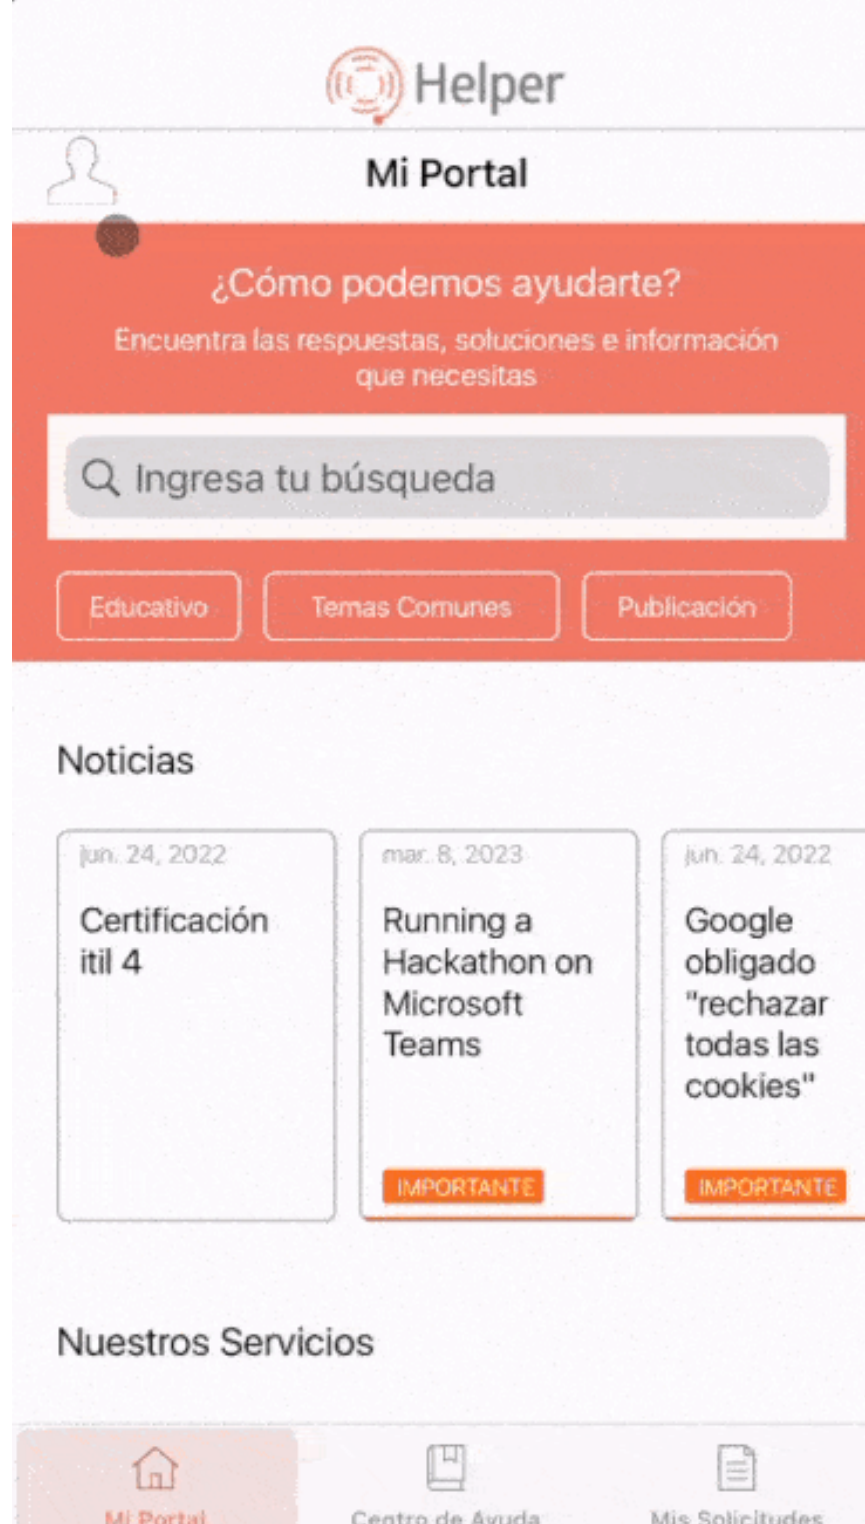 Helper
Mi Portal
¿Cómo podemos ayudarte?
Encuentra las respuestas, soluciones e información
que necesitas
Ingresa tu búsqueda
Educativo
Temas Comunes
Publicación
Noticias
jun. 24, 2022
Certificación
itil 4
mar. 8, 2023
Running a
Hackathon on
Microsoft
Teams
IMPORTANTE
jun. 24, 2022
Google
obligado
"rechazar
todas las
cookies"
IMPORTANTE
Nuestros Servicios
Mi Portal
Centro de Ayuda
Mis Solicitudes